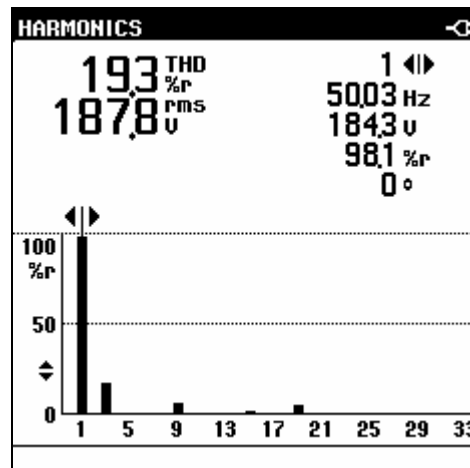 HARMONICS
19.3 THD %r
187.8 rms V
1
50.03 Hz
184.3 V
98.1 %r
0 °
100
%r
50
0
1 5 9 13 17 21 25 29 33